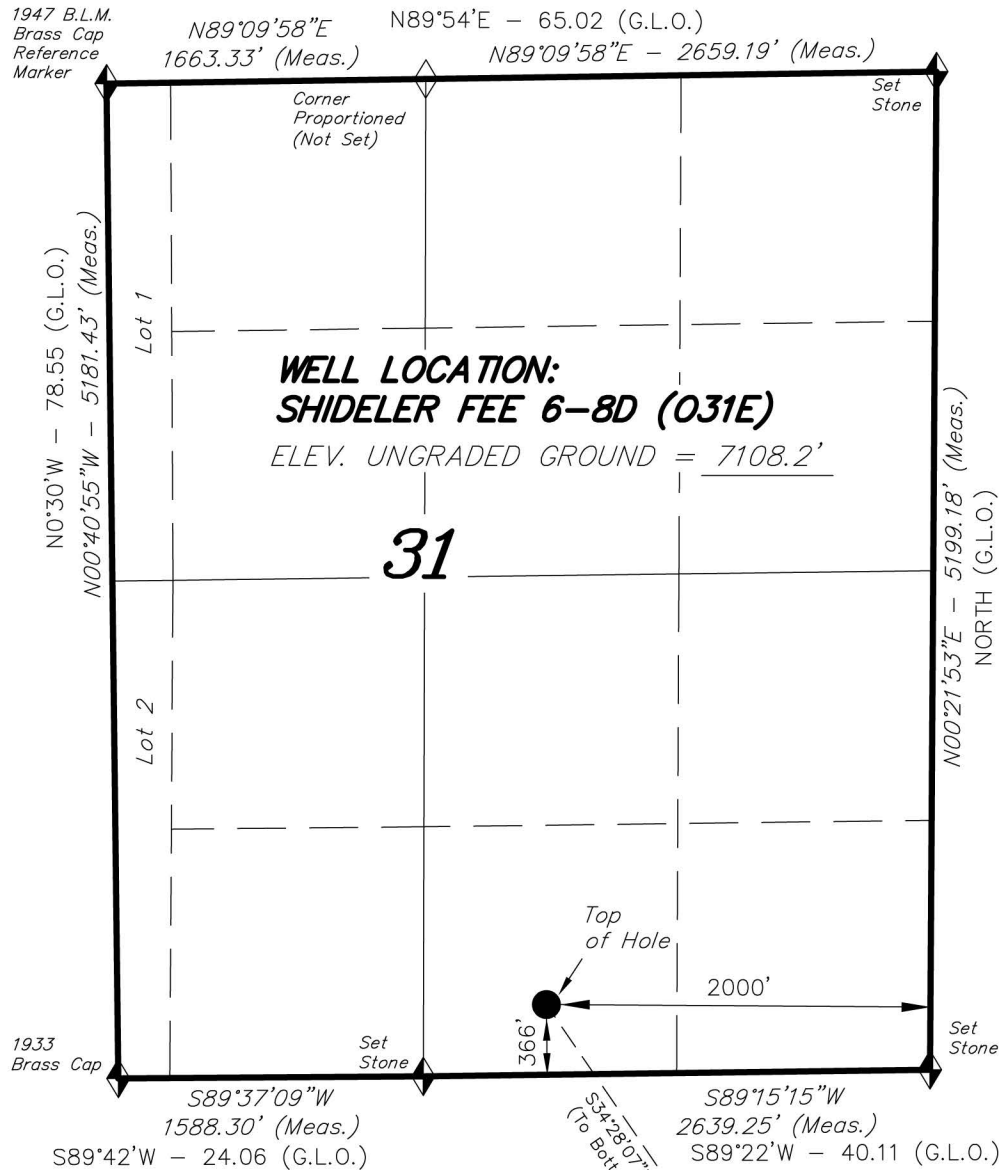 1947 B.L.M.
Brass Cap
Reference
Marker
N89°09'58"E
1663.33' (Meas.)
N89°54'E – 65.02 (G.L.O.)
N89°09'58"E – 2659.19' (Meas.)
Corner
Proportioned
(Not Set)
Set
Stone
N0°30'W – 78.55 (G.L.O.)
N00°40'55"W – 5181.43' (Meas.)
Lot 1
WELL LOCATION:
SHIDELER FEE 6–8D (O31E)
ELEV. UNGRADED GROUND = 7108.2'
31
N00°21'53"E – 5199.18' (Meas.)
NORTH (G.L.O.)
Lot 2
Top
of Hole
2000'
366'
1933
Brass Cap
Set
Stone
Set
Stone
S89°37'09"W
1588.30' (Meas.)
S89°42'W – 24.06 (G.L.O.)
S34°28'07"
(To Bott
S89°15'15"W
2639.25' (Meas.)
S89°22'W – 40.11 (G.L.O.)